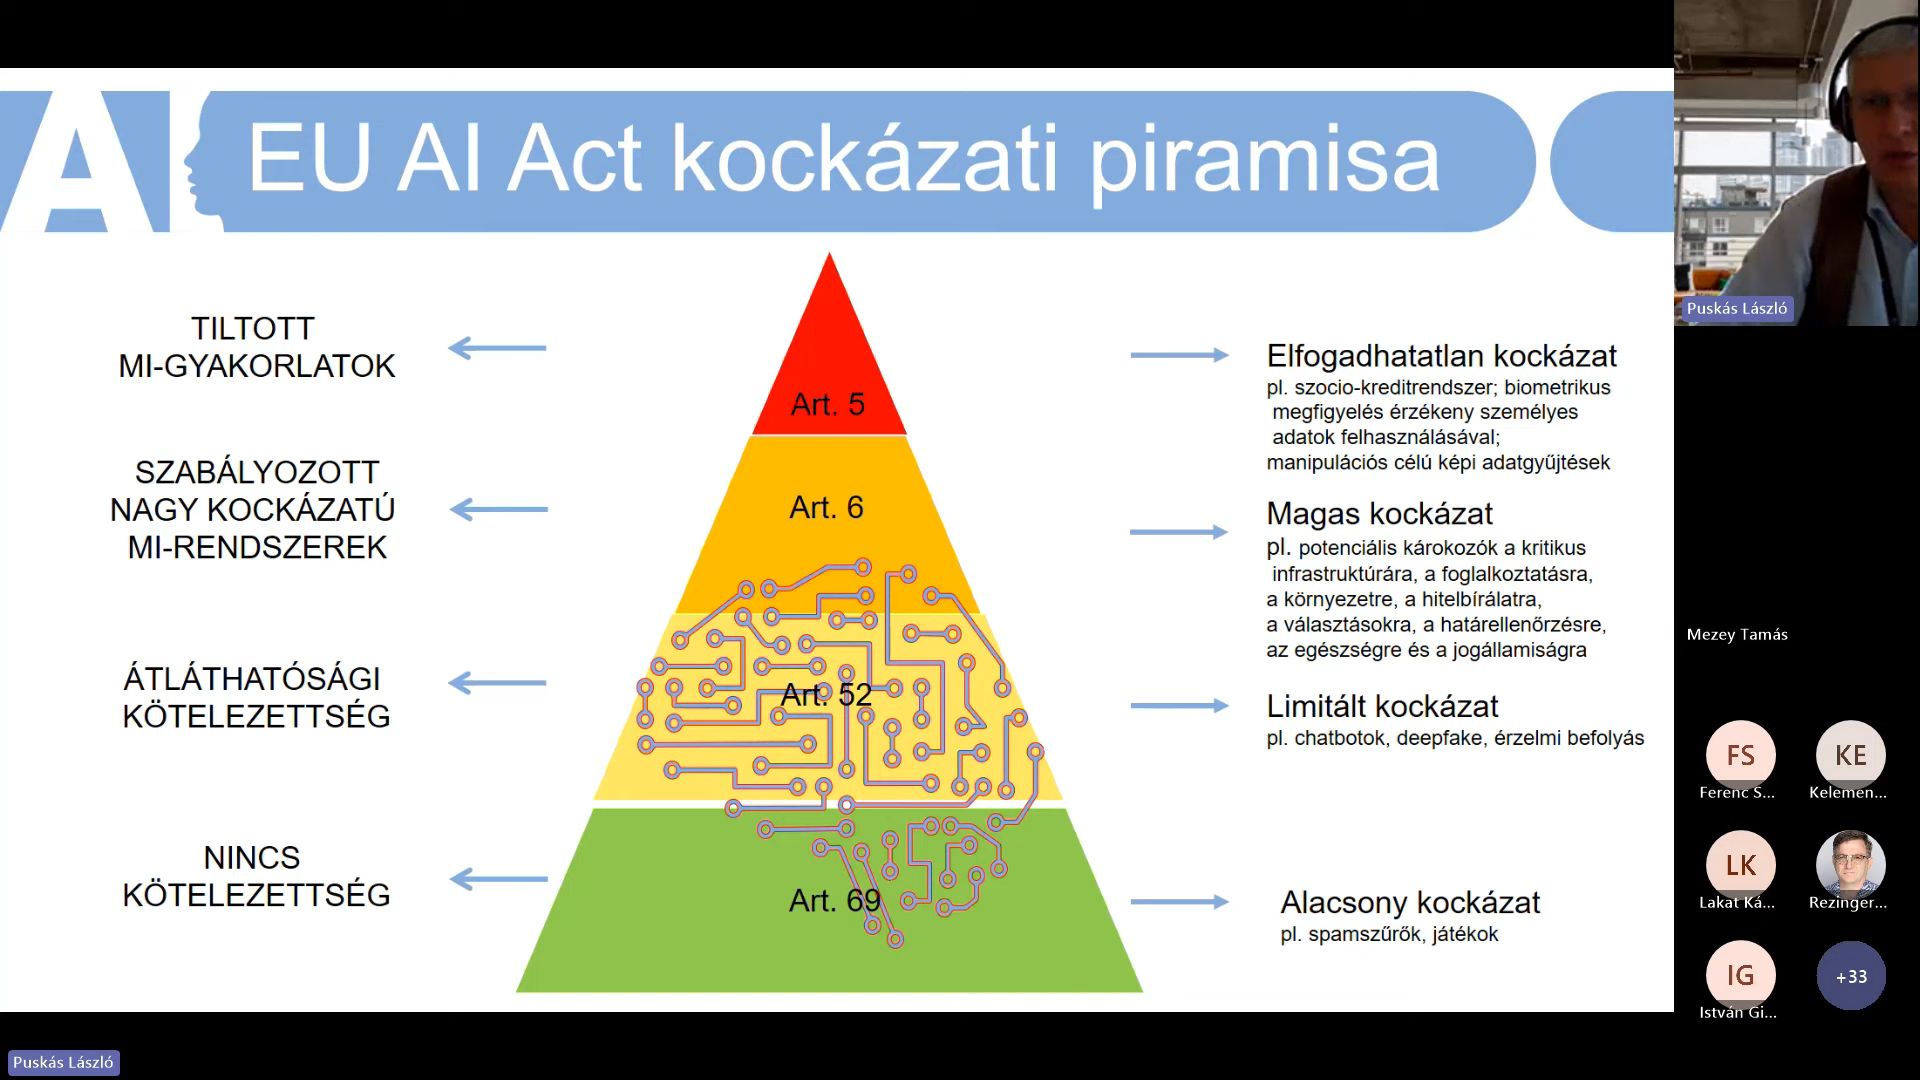 AI
EU AI Act kockázati piramisa
TILTOTT
MI-GYAKORLATOK
Art. 5
Elfogadhatatlan kockázat
pl. szocio-kreditrendszer; biometrikus
megfigyelés érzékeny személyes
adatok felhasználásával;
manipulációs célú képi adatgyűjtések
SZABÁLYOZOTT
NAGY KOCKÁZATÚ
MI-RENDSZEREK
Art. 6
Magas kockázat
pl. potenciális károkozók a kritikus
infrastruktúrára, a foglalkoztatásra,
a környezetre, a hitelbírálatra,
a választásokra, a határellenőrzésre,
az egészségre és a jogállamiságra
ÁTLÁTHATÓSÁGI
KÖTELEZETTSÉG
Art. 52
Limitált kockázat
pl. chatbotok, deepfake, érzelmi befolyás
NINCS
KÖTELEZETTSÉG
Art. 69
Alacsony kockázat
pl. spamszűrők, játékok
Puskás László
Mezey Tamás
FS
Ferenc S...
KE
Kelemen...
LK
Lakat Ká...
Rezinger...
IG
István Gi...
+33
Puskás László